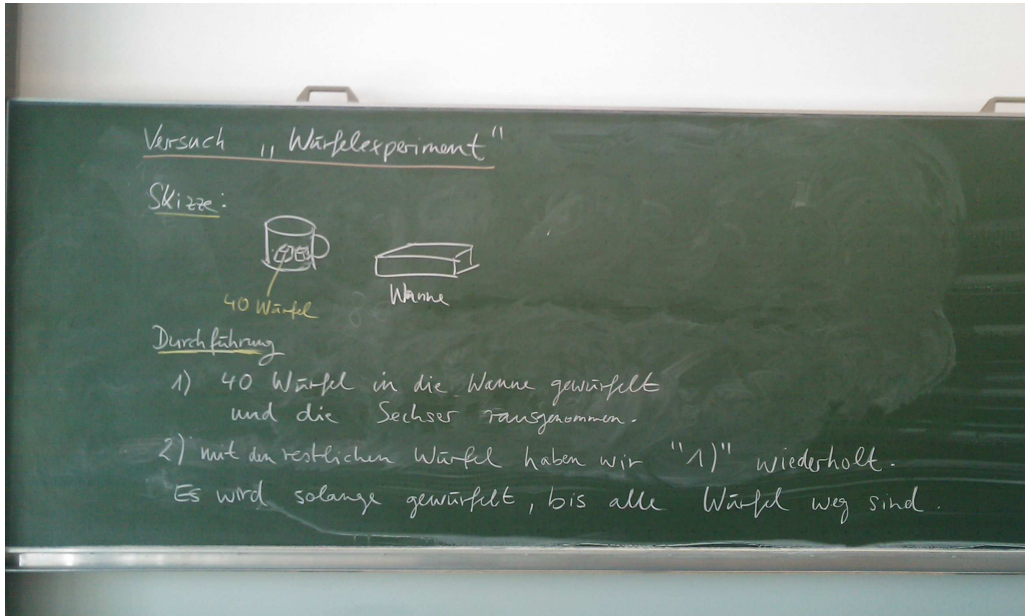 Versuch „Würfelexperiment"
Skizze:
40 Würfel
Wanne
Durchführung
1) 40 Würfel in die Wanne gewürfelt
und die Sechser rausgenommen.
2) mit den restlichen Würfel haben wir "1)" wiederholt.
Es wird solange gewürfelt, bis alle Würfel weg sind.